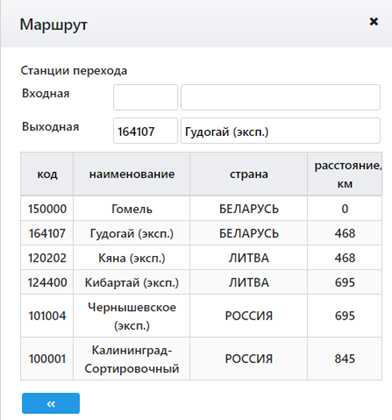 Маршрут ×
Станции перехода
Входная
Выходная 164107 Гудогай (эксп.)
код наименование страна расстояние, км
150000 Гомель БЕЛАРУСЬ 0
164107 Гудогай (эксп.) БЕЛАРУСЬ 468
120202 Кяна (эксп.) ЛИТВА 468
124400 Кибартай (эксп.) ЛИТВА 695
101004 Чернышевское (эксп.) РОССИЯ 695
100001 Калининград-Сортировочный РОССИЯ 845
«